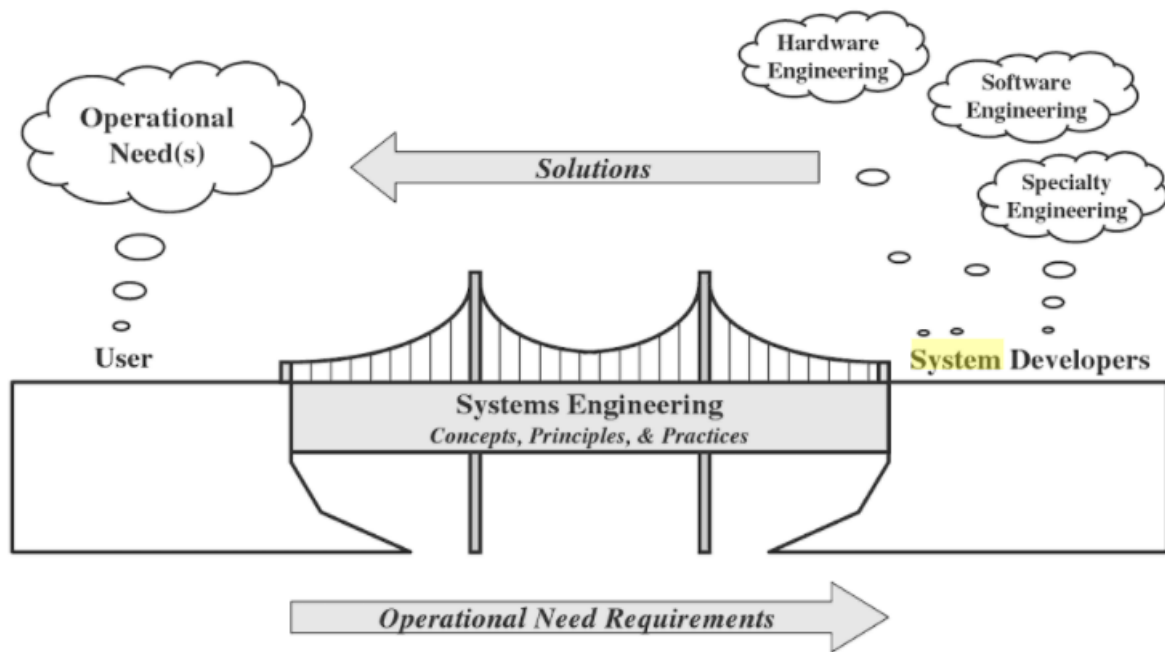 Operational
Need(s)
Hardware
Engineering
Software
Engineering
Specialty
Engineering
Solutions
User
System Developers
Systems Engineering
Concepts, Principles, & Practices
Operational Need Requirements